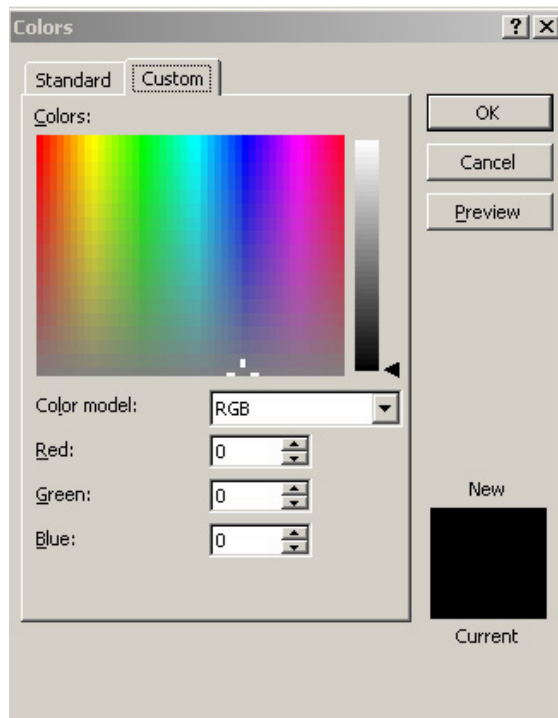 Colors
Standard
Custom
Colors:
OK
Cancel
Preview
Color model:
RGB
Red:
0
Green:
0
Blue:
0
New
Current